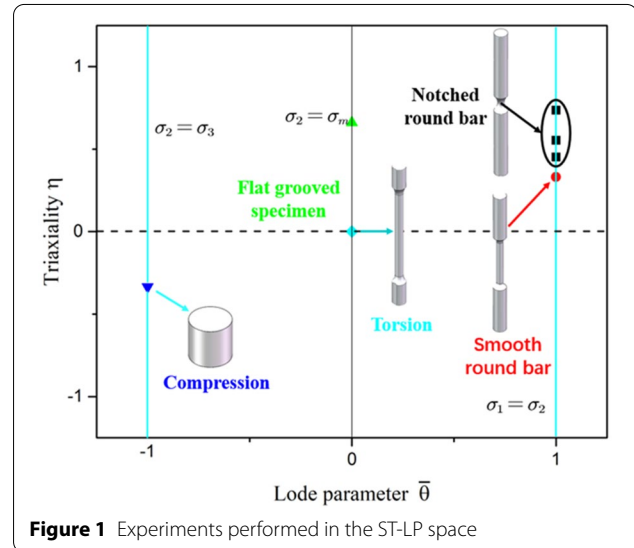 1
Notched
round bar
σ₂ = σ₃
σ₂ = σₘ
Flat grooved
specimen
Triaxiality η
0
Torsion
Smooth
round bar
Compression
-1
σ₁ = σ₂
-1
0
1
Lode parameter θ̄
Figure 1 Experiments performed in the ST-LP space